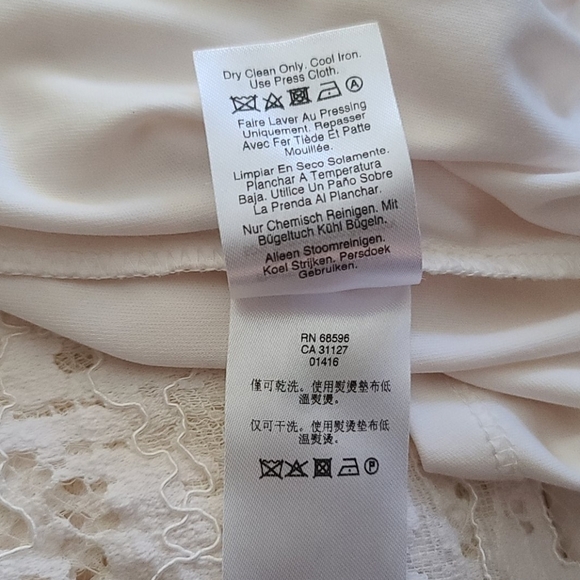 Dry Clean Only. Cool Iron.
Use Press Cloth.
A
Faire Laver Au Pressing
Uniquement. Repasser
Avec Fer Tiède Et Patte
Mouillée.
Limpiar En Seco Solamente.
Planchar A Temperatura
Baja. Utilice Un Paño Sobre
La Prenda Al Planchar.
Nur Chemisch Reinigen. Mit
Bügeltuch Kühl Bügeln.
Alleen Stoomreinigen.
Koel Strijken. Persdoek
Gebruiken.
RN 68596
CA 31127
01416
僅可乾洗。使用熨燙墊布低
溫熨燙。
仅可干洗。使用熨烫垫布低
温熨烫。
P